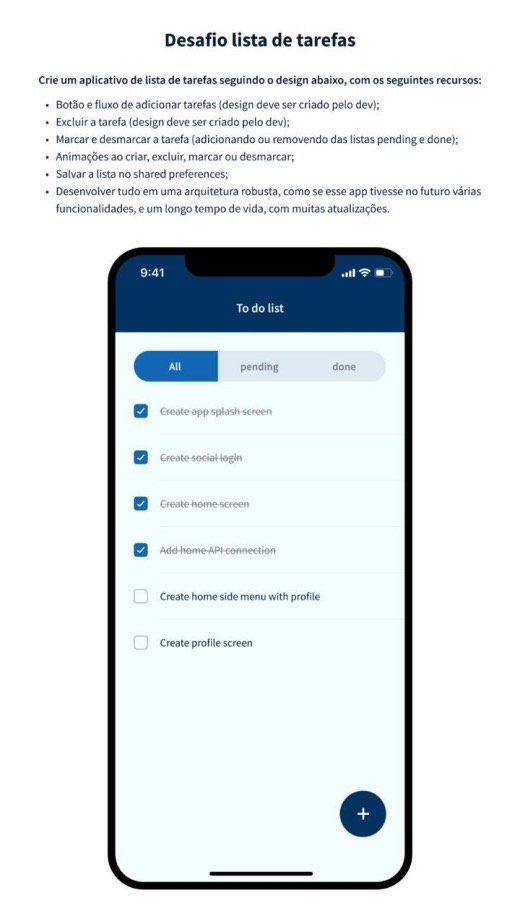 Desafio lista de tarefas
Crie um aplicativo de lista de tarefas seguindo o design abaixo, com os seguintes recursos:
• Botão e fluxo de adicionar tarefas (design deve ser criado pelo dev);
• Excluir a tarefa (design deve ser criado pelo dev);
• Marcar e desmarcar a tarefa (adicionando ou removendo das listas pending e done);
• Animações ao criar, excluir, marcar ou desmarcar;
• Salvar a lista no shared preferences;
• Desenvolver tudo em uma arquitetura robusta, como se esse app tivesse no futuro várias
funcionalidades, e um longo tempo de vida, com muitas atualizações.
9:41
To do list
All pending done
Create app splash screen
Create social login
Create home screen
Add home API connection
Create home side menu with profile
Create profile screen
+